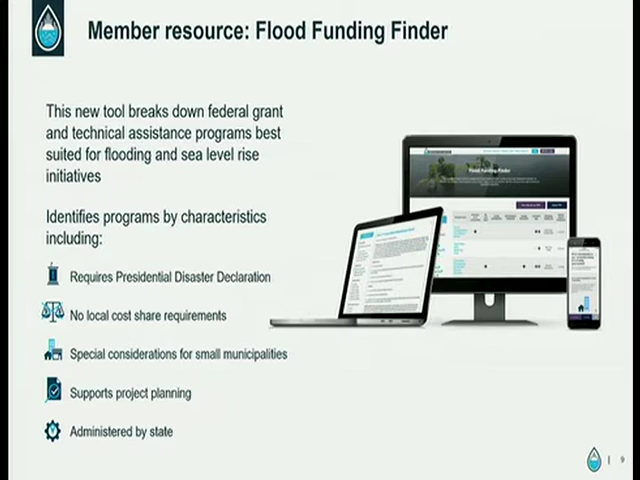 Member resource: Flood Funding Finder
This new tool breaks down federal grant
and technical assistance programs best
suited for flooding and sea level rise
initiatives
Identifies programs by characteristics
including:
Requires Presidential Disaster Declaration
No local cost share requirements
Special considerations for small municipalities
Supports project planning
Administered by state
Flood Funding Finder
9